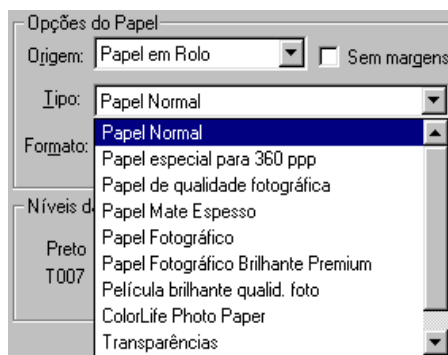 Opções do Papel
Origem: Papel em Rolo Sem margens
Tipo: Papel Normal
Papel Normal
Formato: Papel especial para 360 ppp
Papel de qualidade fotográfica
Níveis d Papel Mate Espesso
Preto Papel Fotográfico
T007 Papel Fotográfico Brilhante Premium
Película brilhante qualid. foto
ColorLife Photo Paper
Transparências